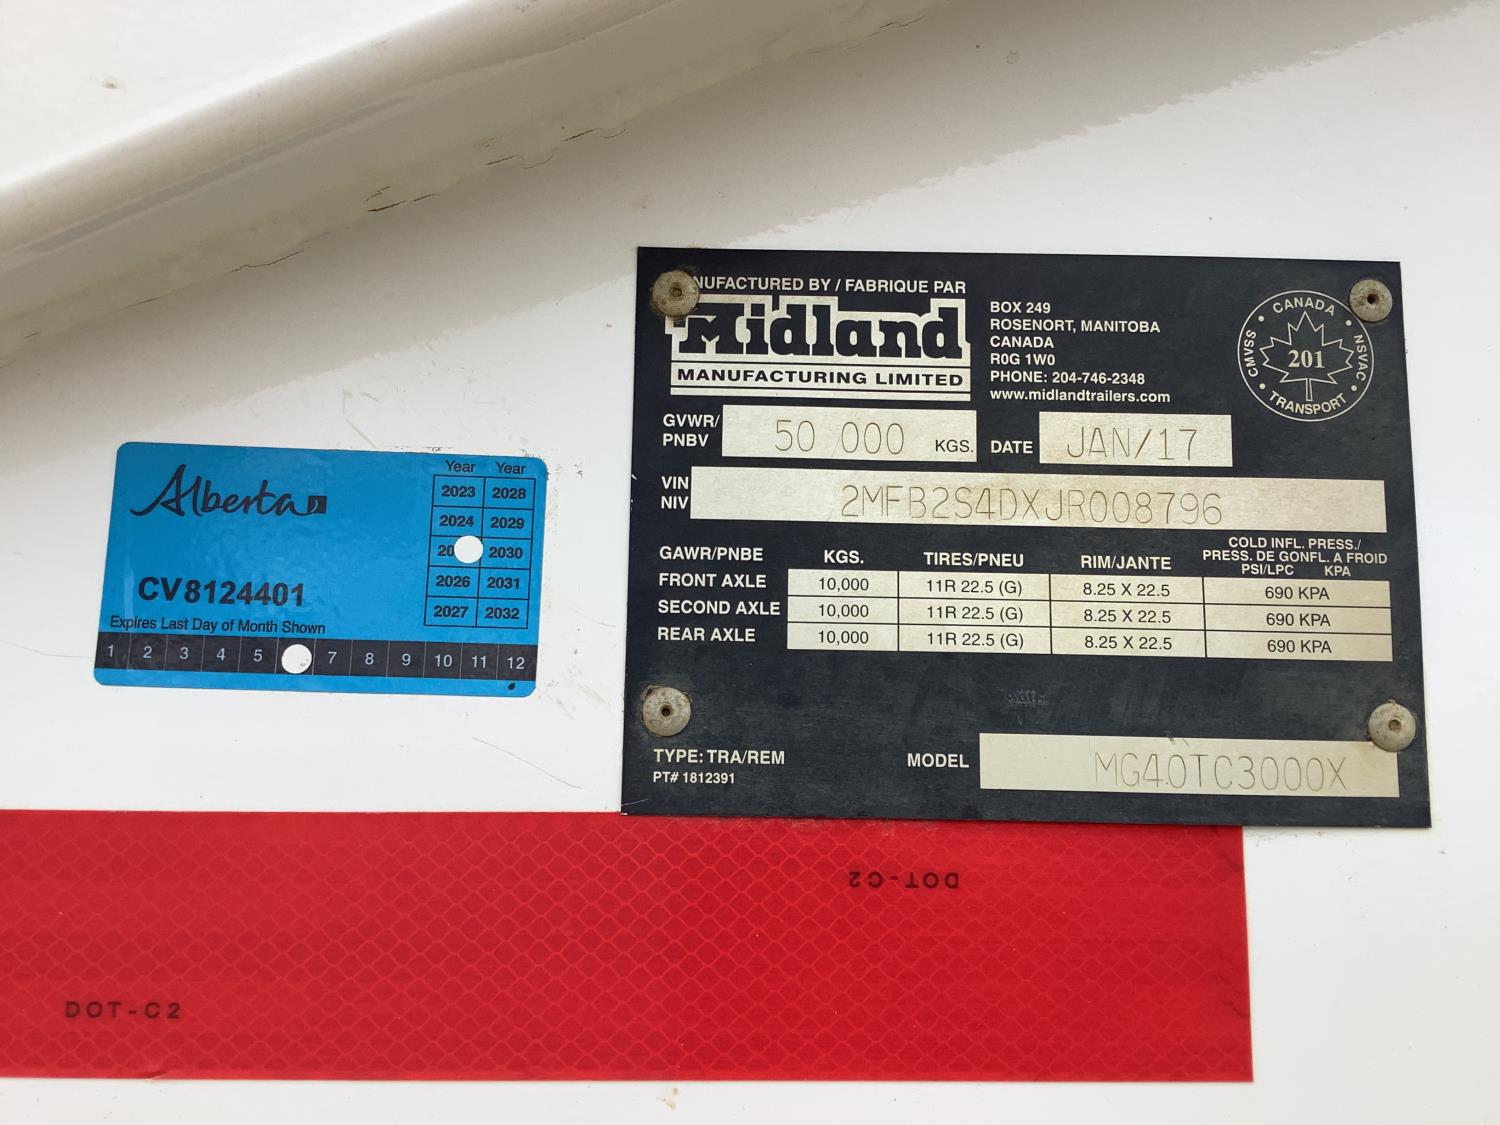 Alberta
Year Year
2023 2028
2024 2029
20 2030
2026 2031
2027 2032
CV8124401
Expires Last Day of Month Shown
1 2 3 4 5 7 8 9 10 11 12
NUFACTURED BY / FABRIQUE PAR
Midland
MANUFACTURING LIMITED
BOX 249
ROSENORT, MANITOBA
CANADA
R0G 1W0
PHONE: 204-746-2348
www.midlandtrailers.com
CANADA
CMVSS
201
NSVAC
TRANSPORT
GVWR/
PNBV
50 000 KGS.
DATE JAN/17
VIN
NIV
2MFB2S4DXJR008796
GAWR/PNBE KGS. TIRES/PNEU RIM/JANTE
COLD INFL. PRESS./
PRESS. DE GONFL. A FROID
PSI/LPC KPA
FRONT AXLE 10,000 11R 22.5 (G) 8.25 X 22.5 690 KPA
SECOND AXLE 10,000 11R 22.5 (G) 8.25 X 22.5 690 KPA
REAR AXLE 10,000 11R 22.5 (G) 8.25 X 22.5 690 KPA
TYPE: TRA/REM
PT# 1812391
MODEL MG40TC3000X
DOT-C2
DOT-C2